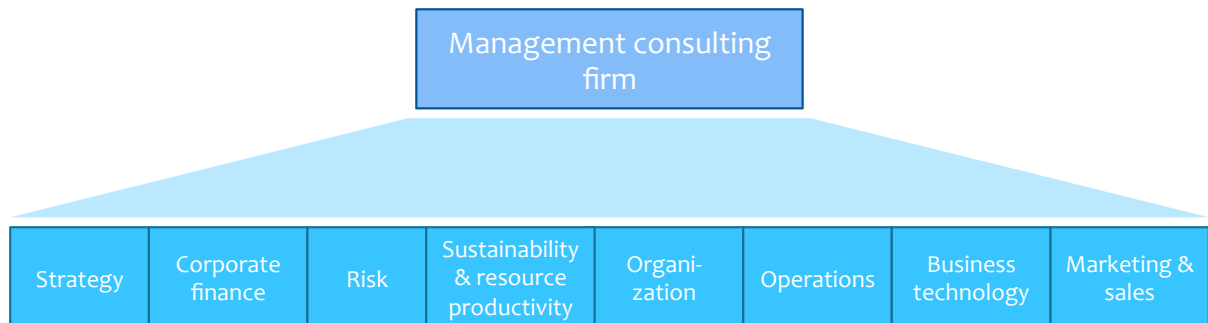 Management consulting
firm
Strategy
Corporate
finance
Risk
Sustainability
& resource
productivity
Organi-
zation
Operations
Business
technology
Marketing &
sales